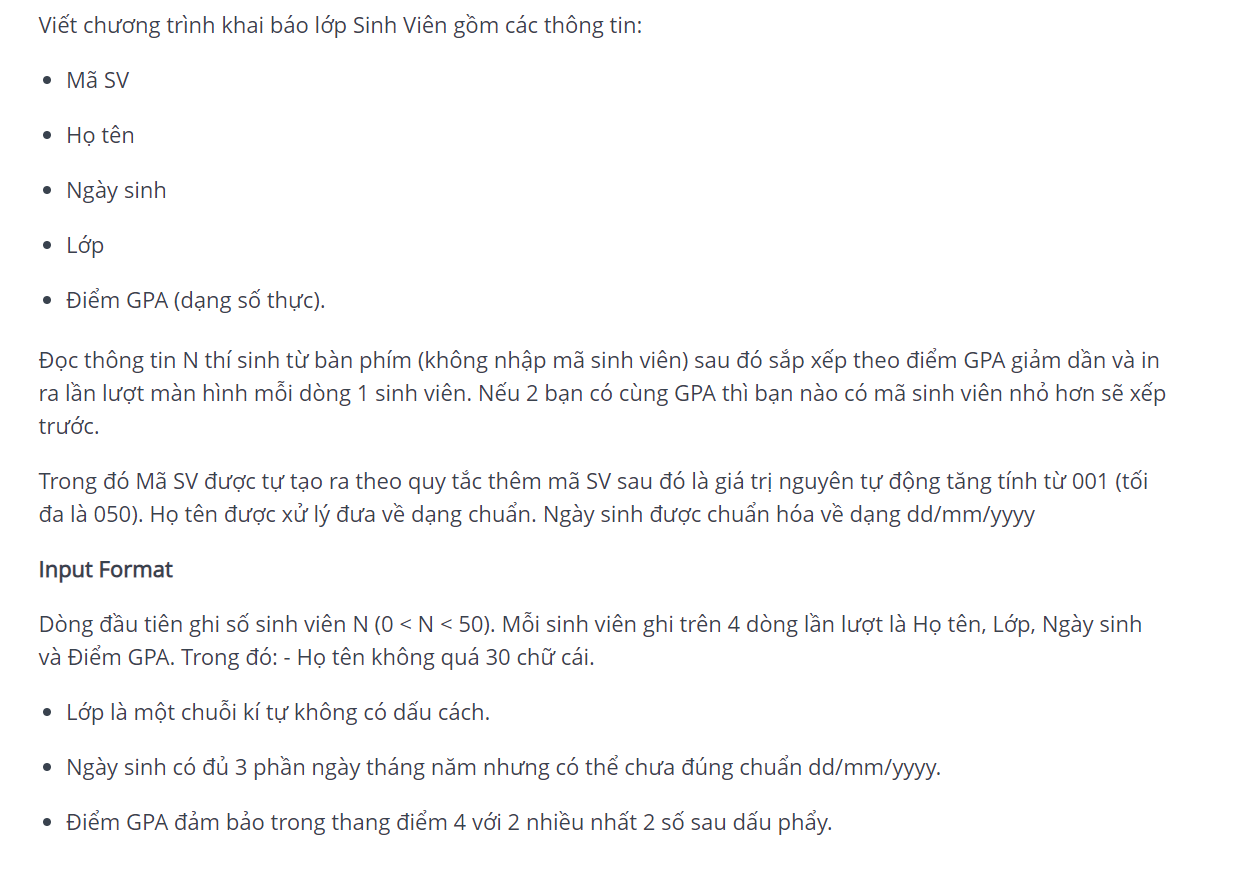 Viết chương trình khai báo lớp Sinh Viên gồm các thông tin:
• Mã SV
• Họ tên
• Ngày sinh
• Lớp
• Điểm GPA (dạng số thực).
Đọc thông tin N thí sinh từ bàn phím (không nhập mã sinh viên) sau đó sắp xếp theo điểm GPA giảm dần và in
ra lần lượt màn hình mỗi dòng 1 sinh viên. Nếu 2 bạn có cùng GPA thì bạn nào có mã sinh viên nhỏ hơn sẽ xếp
trước.
Trong đó Mã SV được tự tạo ra theo quy tắc thêm mã SV sau đó là giá trị nguyên tự động tăng tính từ 001 (tối
đa là 050). Họ tên được xử lý đưa về dạng chuẩn. Ngày sinh được chuẩn hóa về dạng dd/mm/yyyy
Input Format
Dòng đầu tiên ghi số sinh viên N (0 < N < 50). Mỗi sinh viên ghi trên 4 dòng lần lượt là Họ tên, Lớp, Ngày sinh
và Điểm GPA. Trong đó: - Họ tên không quá 30 chữ cái.
• Lớp là một chuỗi kí tự không có dấu cách.
• Ngày sinh có đủ 3 phần ngày tháng năm nhưng có thể chưa đúng chuẩn dd/mm/yyyy.
• Điểm GPA đảm bảo trong thang điểm 4 với 2 nhiều nhất 2 số sau dấu phẩy.